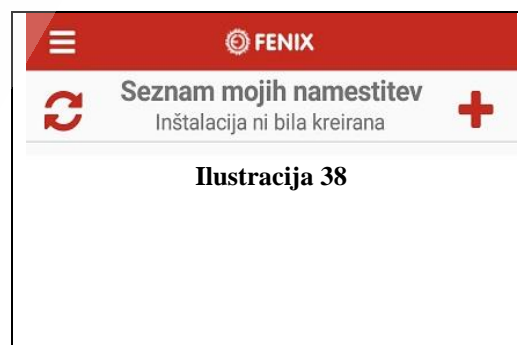 FENIX
Seznam mojih namestitev
Inštalacija ni bila kreirana
Ilustracija 38